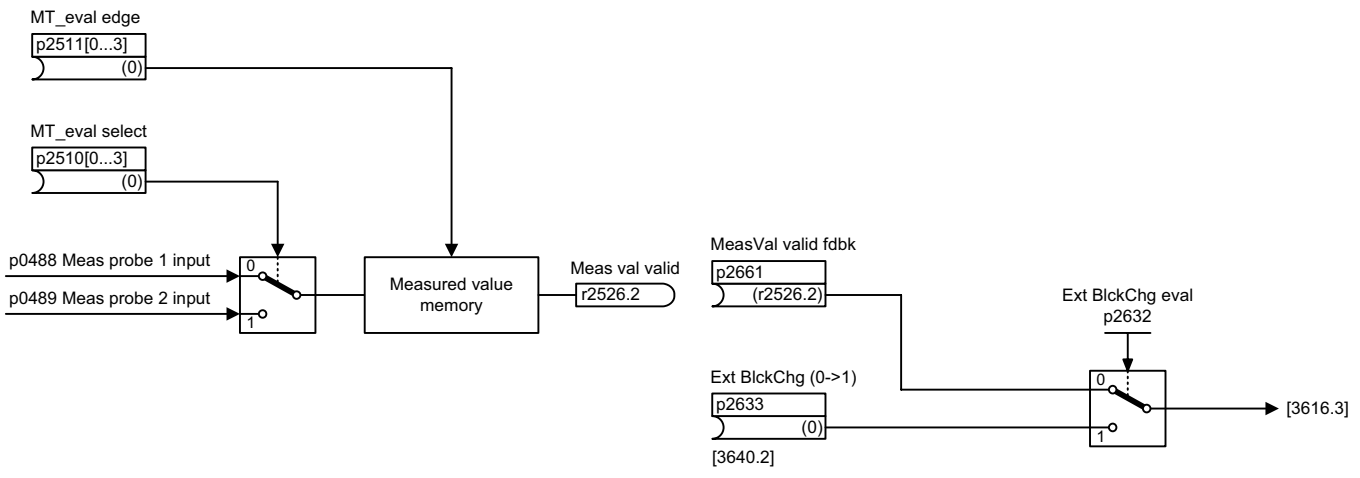 MT_eval edge
p2511[0...3]
(0)
MT_eval select
p2510[0...3]
(0)
p0488 Meas probe 1 input
p0489 Meas probe 2 input
0
1
Measured value
memory
Meas val valid
r2526.2
MeasVal valid fdbk
p2661
(r2526.2)
Ext BlckChg (0->1)
p2633
(0)
[3640.2]
Ext BlckChg eval
p2632
0
1
[3616.3]